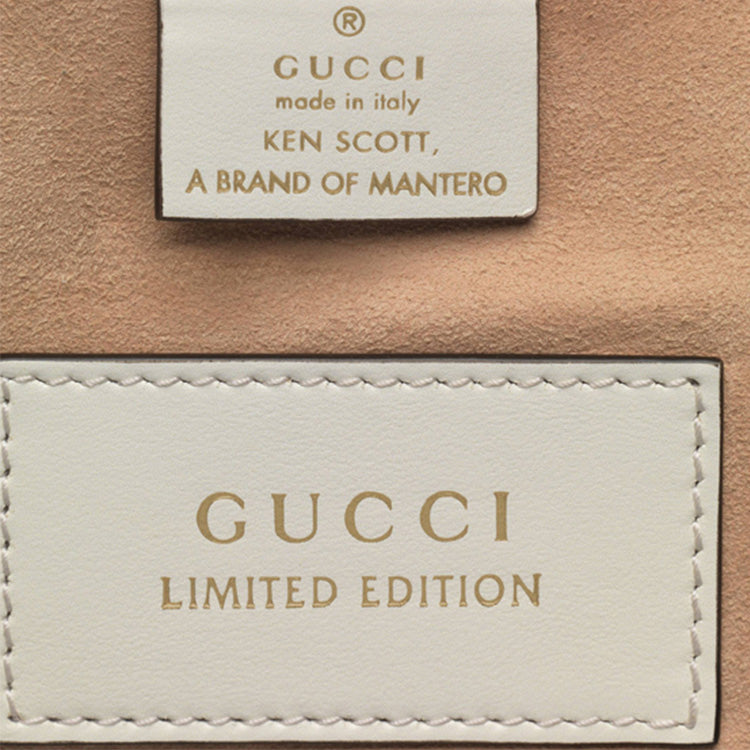 ®
GUCCI
made in italy
KEN SCOTT,
A BRAND OF MANTERO
GUCCI
LIMITED EDITION